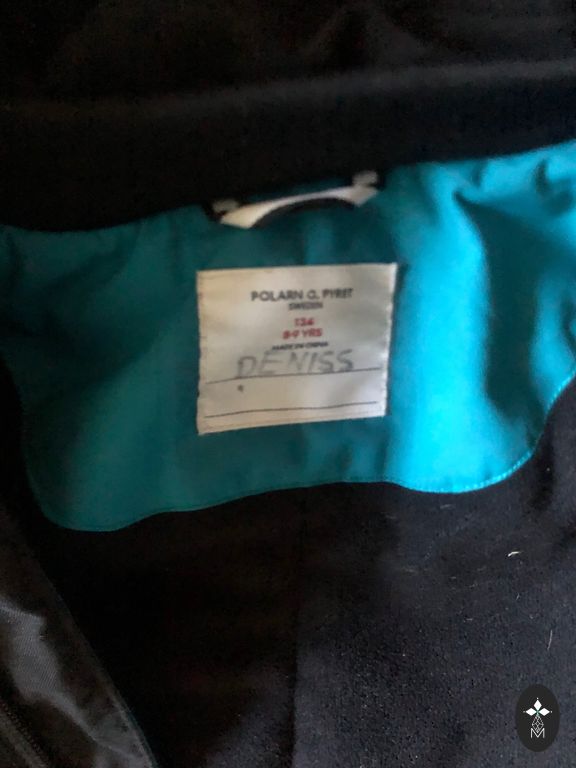 POLARN O. PYRET
SWEDEN
134
8-9 YRS
MADE IN CHINA
DENISS